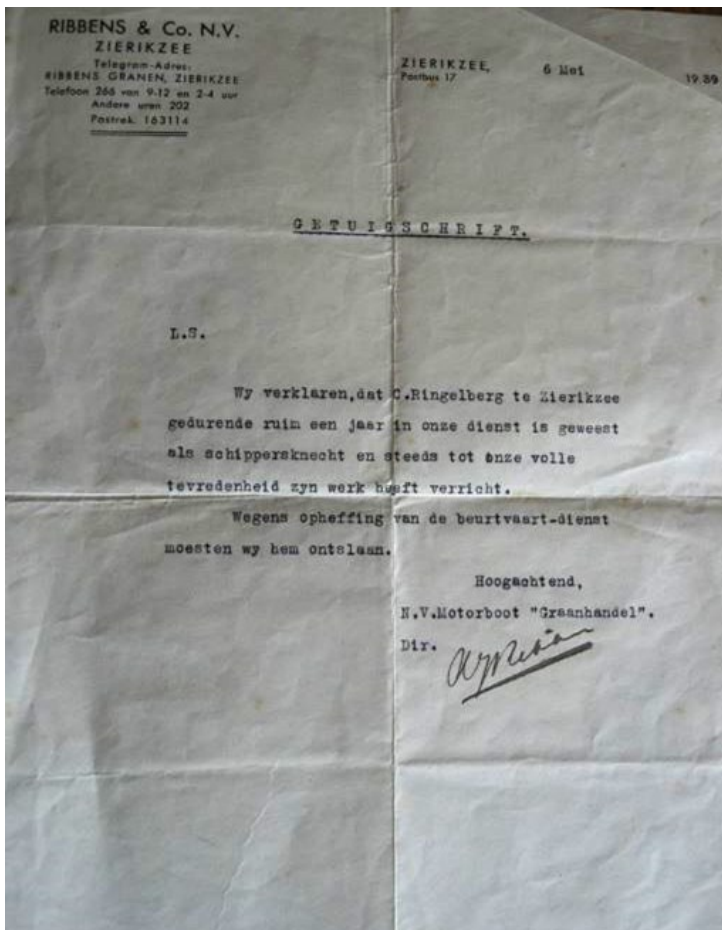 RIBBENS & Co. N.V.
ZIERIKZEE
Telegram-Adres:
RIBBENS GRANEN, ZIERIKZEE
Telefoon 266 van 9-12 en 2-4 uur
Andere uren 202
Postrek. 163114
ZIERIKZEE, 6 Mei 1939
Postbus 17
GETUIGSCHRIFT.
L.S.
Wy verklaren,dat C.Ringelberg te Zierikzee
gedurende ruim een jaar in onze dienst is geweest
als schippersknecht en steeds tot onze volle
tevredenheid zyn werk heeft verricht.
Wegens opheffing van de beurtvaart-dienst
moesten wy hem ontslaan.
Hoogachtend,
N.V.Motorboot "Graanhandel".
Dir.